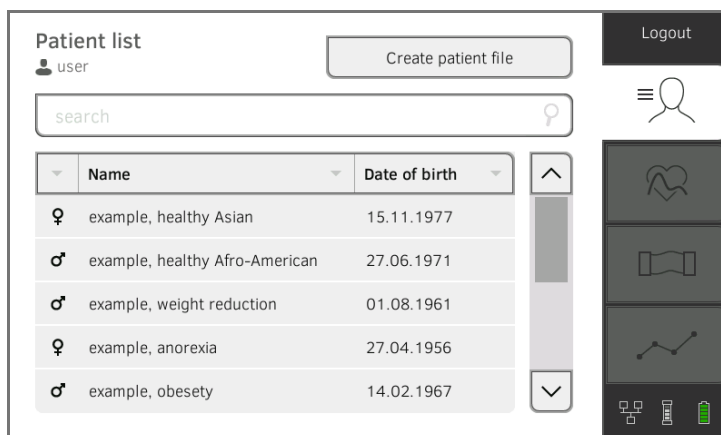 Patient list
user
Create patient file
Logout
search
Name Date of birth
♀ example, healthy Asian 15.11.1977
♂ example, healthy Afro-American 27.06.1971
♂ example, weight reduction 01.08.1961
♀ example, anorexia 27.04.1956
♂ example, obesety 14.02.1967